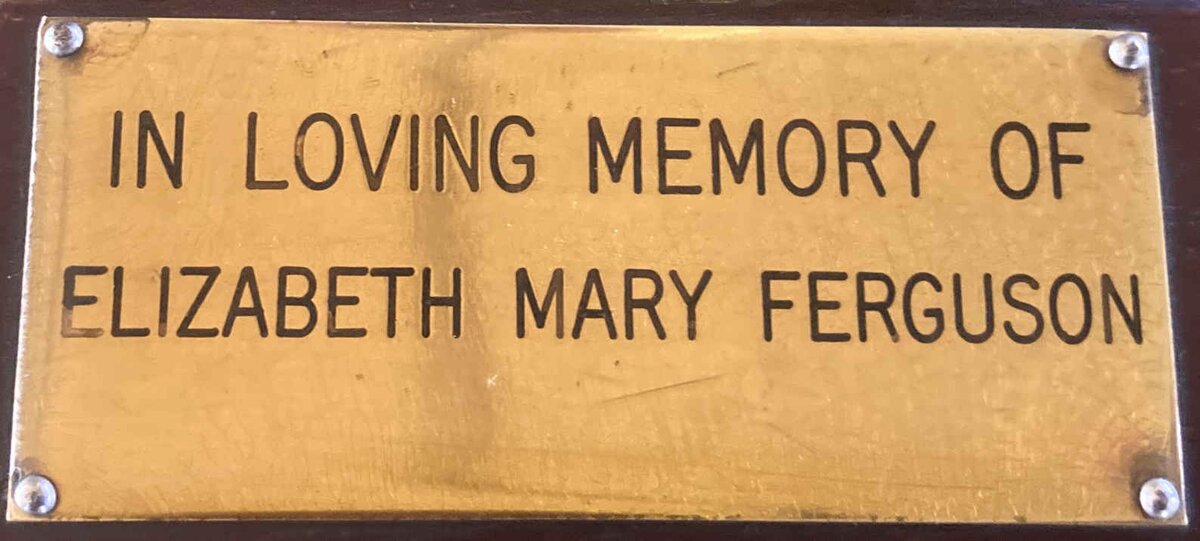 IN LOVING MEMORY OF
ELIZABETH MARY FERGUSON